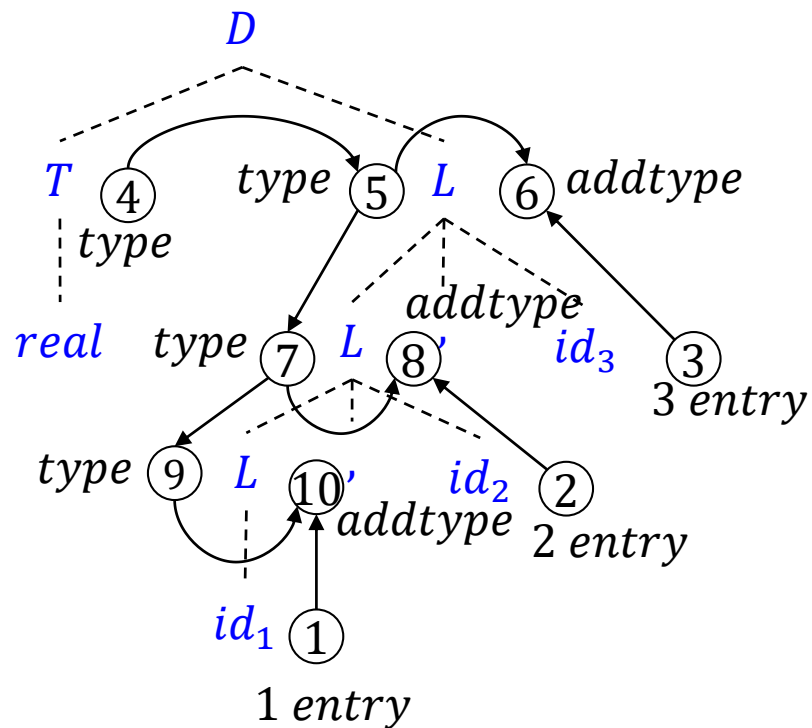 D
T 4 type 5 L 6 addtype
type
addtype
real type 7 L 8 , id₃ 3
3 entry
type 9 L 10 , id₂ 2
addtype 2 entry
id₁ 1
1 entry